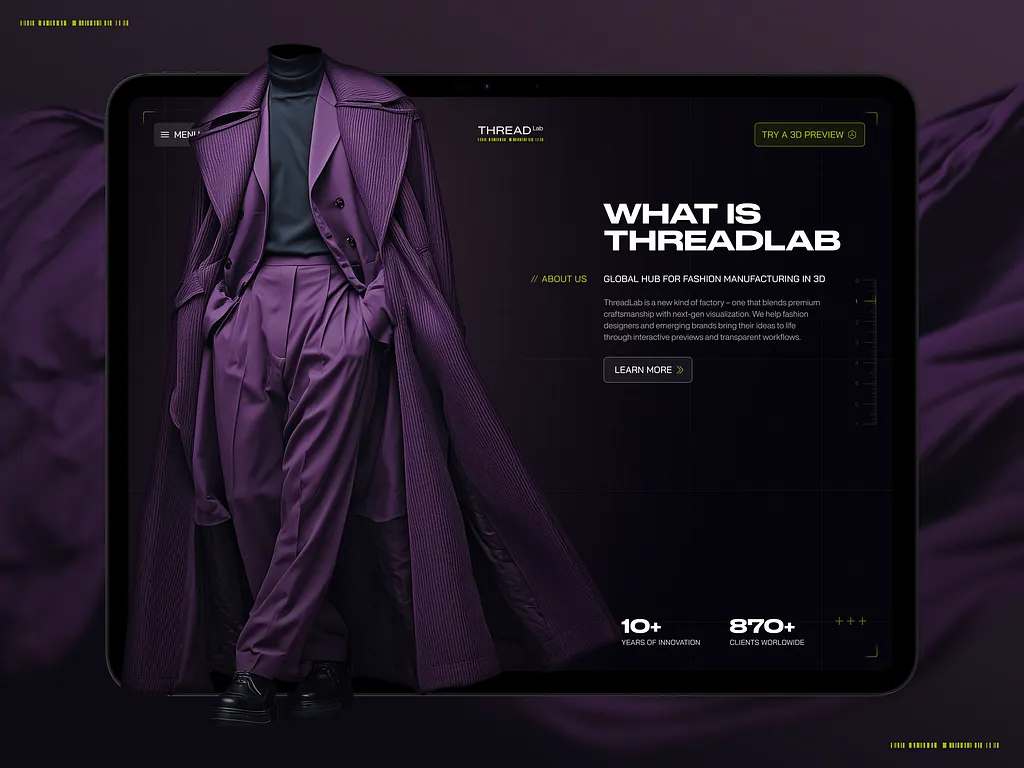 MENU
THREAD Lab
TRY A 3D PREVIEW
WHAT IS
THREADLAB
// ABOUT US
GLOBAL HUB FOR FASHION MANUFACTURING IN 3D
ThreadLab is a new kind of factory – one that blends premium
craftsmanship with next-gen visualization. We help fashion
designers and emerging brands bring their ideas to life
through interactive previews and transparent workflows.
LEARN MORE
10+
YEARS OF INNOVATION
870+
CLIENTS WORLDWIDE
+++